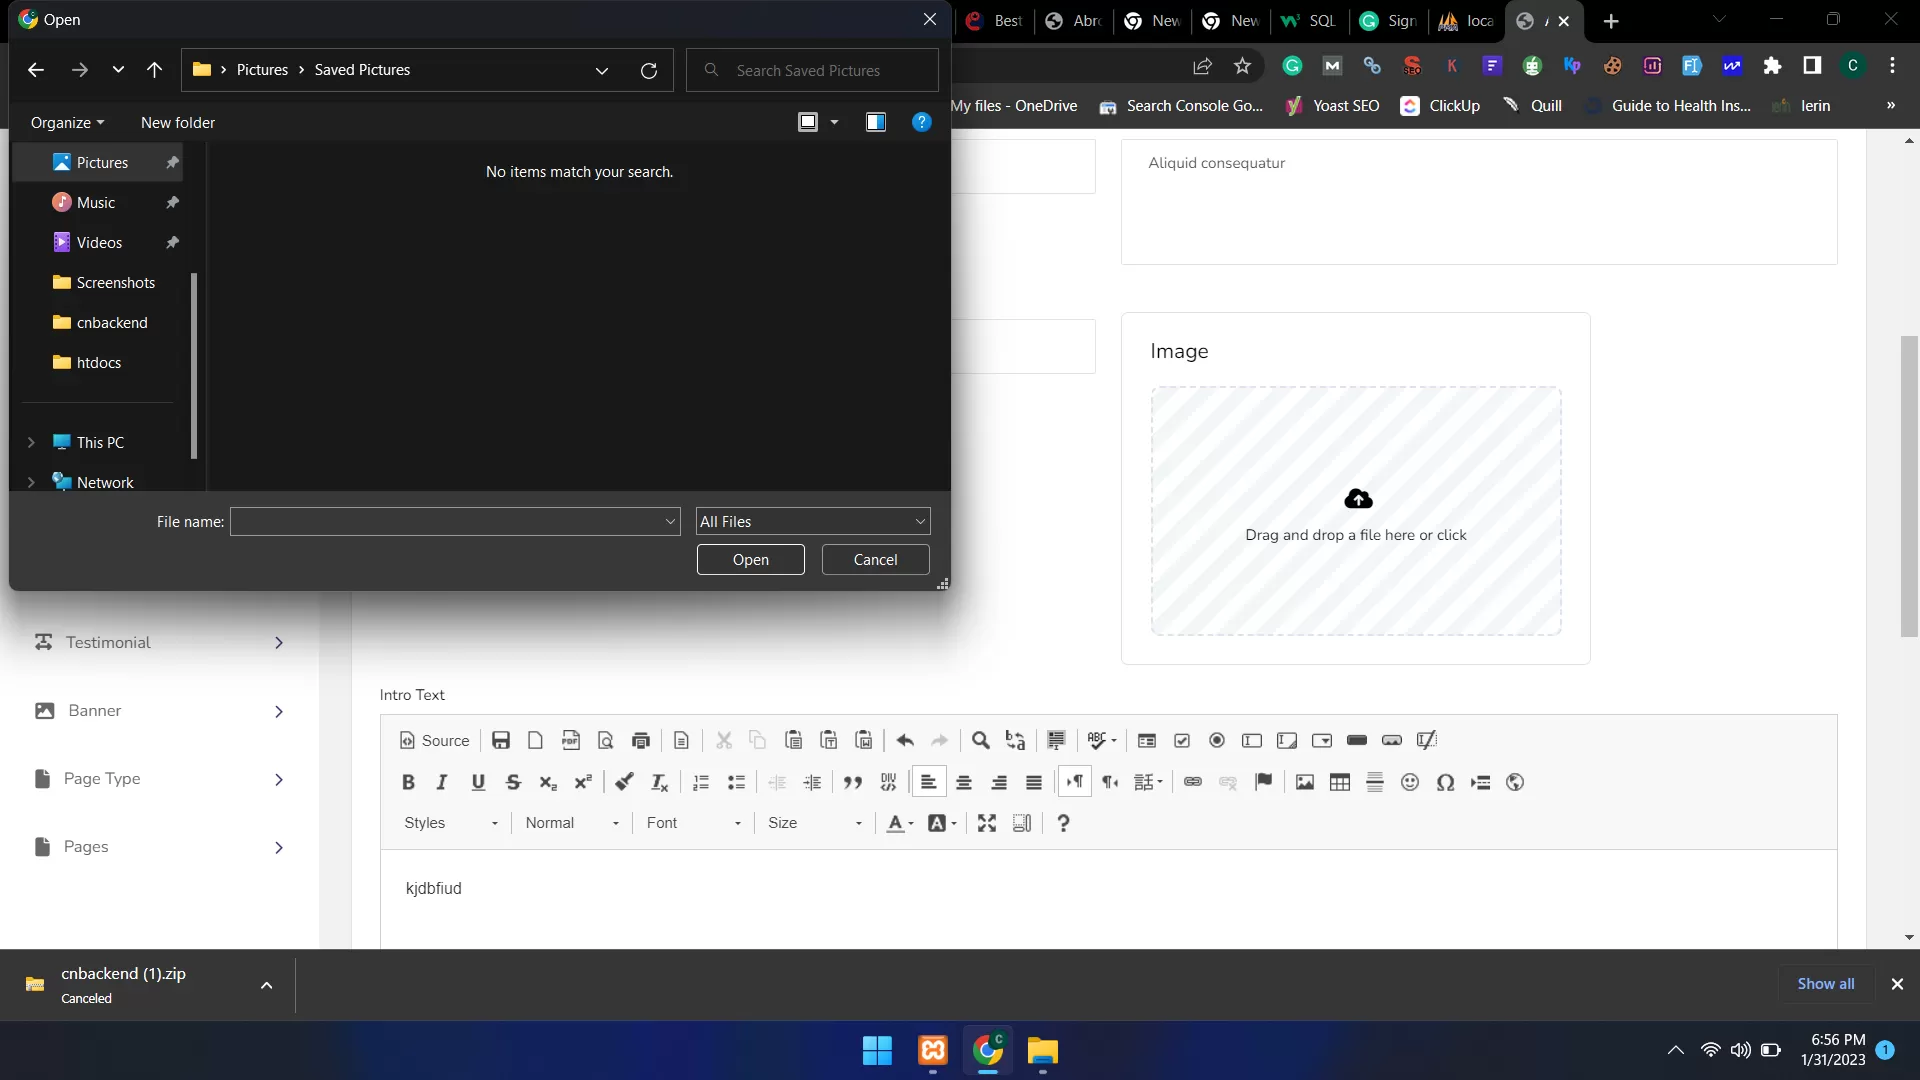 Open
Best
Abr
New
New
SQL
Sign
loca
Pictures
Saved Pictures
Search Saved Pictures
My files - OneDrive
Search Console Go...
Yoast SEO
ClickUp
Quill
Guide to Health Ins...
lerin
»
Organize
New folder
Pictures
Music
Videos
Screenshots
cnbackend
htdocs
This PC
Network
No items match your search.
File name:
All Files
Open
Cancel
Aliquid consequatur
Image
Drag and drop a file here or click
Testimonial
Banner
Page Type
Pages
Intro Text
Source
Styles
Normal
Font
Size
kjdbfiud
cnbackend (1).zip
Canceled
Show all
6:56 PM
1/31/2023
1